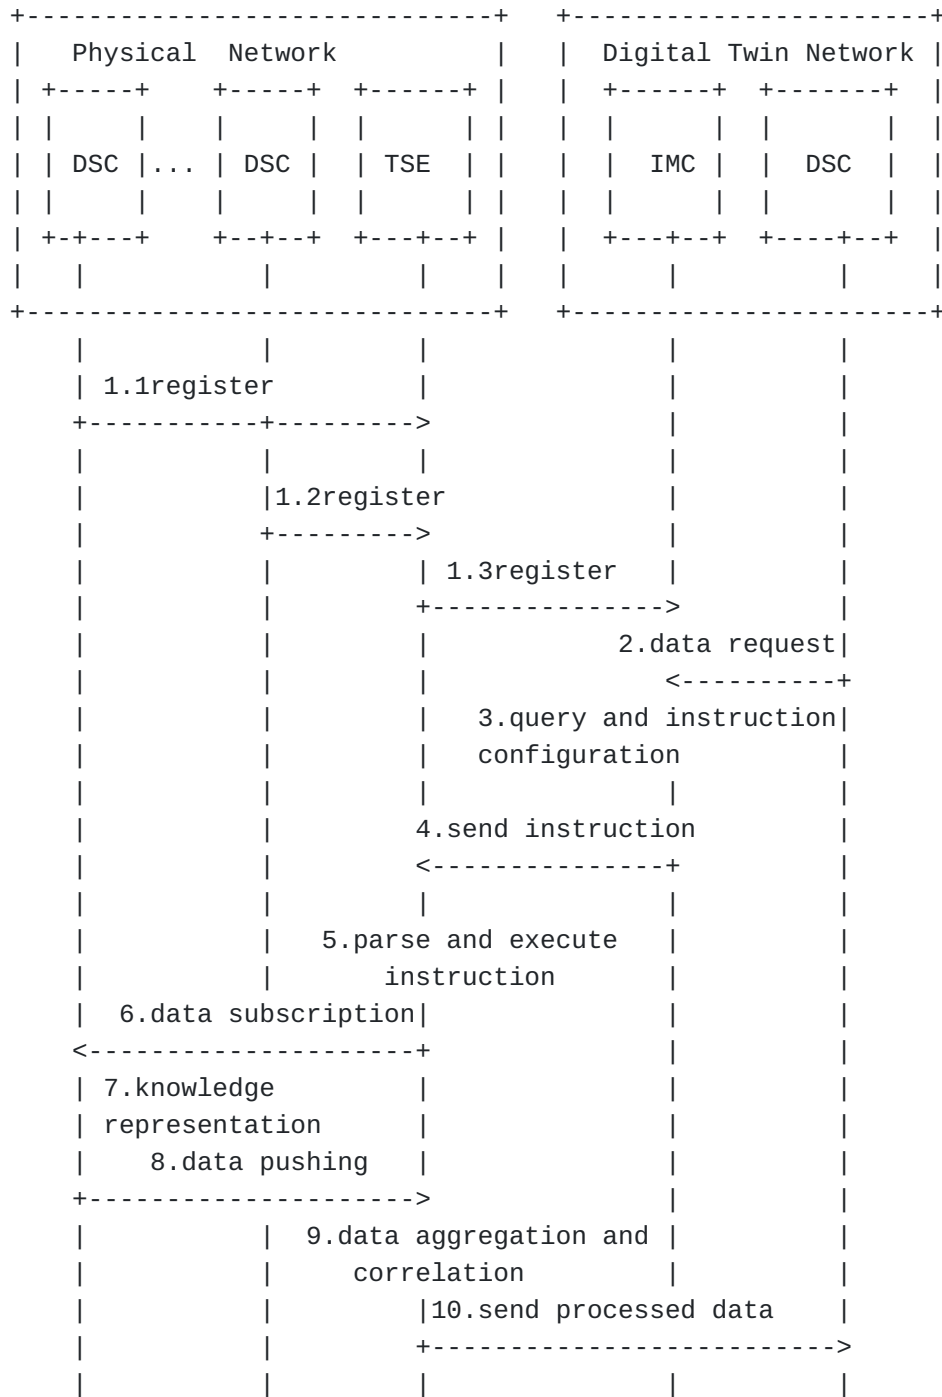 +------------------------------+   +-----------------------+
|   Physical  Network          |   |  Digital Twin Network |
| +-----+    +-----+  +------+ |   |  +------+  +-------+  |
| |     |    |     |  |      | |   |  |      |  |       |  |
| | DSC |... | DSC |  | TSE  | |   |  |  IMC |  |  DSC  |  |
| |     |    |     |  |      | |   |  |      |  |       |  |
| +-+---+    +--+--+  +---+--+ |   |  +---+--+  +----+--+  |
|   |           |         |    |   |      |          |     |
+------------------------------+   +-----------------------+
    |           |         |               |          |
    | 1.1register         |               |          |
    +-----------+--------->               |          |
    |           |         |               |          |
    |           |1.2register              |          |
    |           +--------->               |          |
    |           |         | 1.3register   |          |
    |           |         +--------------->          |
    |           |         |            2.data request|
    |           |         |               <----------+
    |           |         |   3.query and instruction|
    |           |         |   configuration          |
    |           |         |               |          |
    |           |         4.send instruction         |
    |           |         <---------------+          |
    |           |         |               |          |
    |           |   5.parse and execute   |          |
    |           |       instruction       |          |
    |  6.data subscription|               |          |
    <---------------------+               |          |
    | 7.knowledge         |               |          |
    | representation      |               |          |
    |    8.data pushing   |               |          |
    +--------------------->               |          |
    |           |  9.data aggregation and |          |
    |           |     correlation         |          |
    |           |         |10.send processed data    |
    |           |         +-------------------------->
    |           |         |               |          |